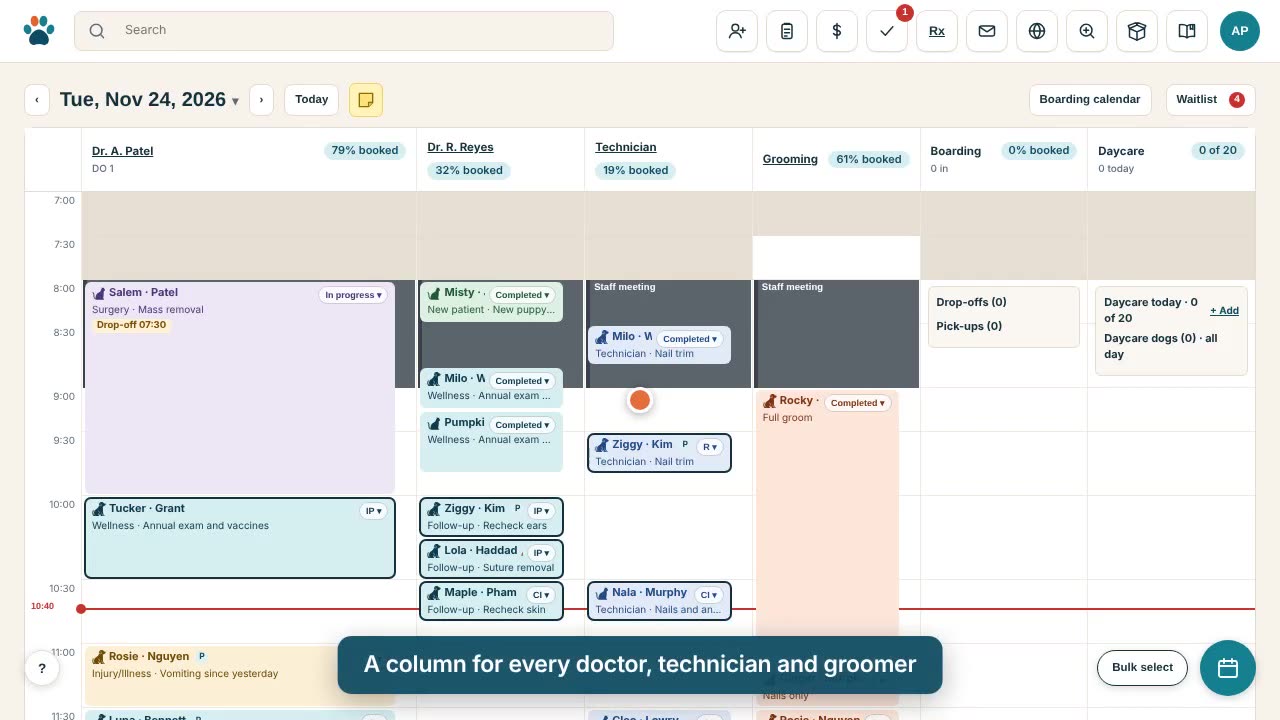 Search
1
Rx
AP
Tue, Nov 24, 2026
Today
Boarding calendar
Waitlist 4
Dr. A. Patel
79% booked
DO 1
Dr. R. Reyes
32% booked
Technician
19% booked
Grooming
61% booked
Boarding
0% booked
0 in
Daycare
0 of 20
0 today
7:00
7:30
8:00
8:30
9:00
9:30
10:00
10:30
10:40
11:00
11:30
Salem · Patel
In progress ▾
Surgery · Mass removal
Drop-off 07:30
Tucker · Grant
IP ▾
Wellness · Annual exam and vaccines
Rosie · Nguyen P
Injury/Illness · Vomiting since yesterday
Luna · Bennett P
Misty ·
Completed ▾
New patient · New puppy...
Milo · W
Completed ▾
Wellness · Annual exam ...
Pumpki
Completed ▾
Wellness · Annual exam ...
Ziggy · Kim P
IP ▾
Follow-up · Recheck ears
Lola · Haddad
IP ▾
Follow-up · Suture removal
Maple · Pham
CI ▾
Follow-up · Recheck skin
Staff meeting
Milo · W
Completed ▾
Technician · Nail trim
Ziggy · Kim P
R ▾
Technician · Nail trim
Nala · Murphy
CI ▾
Technician · Nails and an...
Cleo · Lowry
Staff meeting
Rocky ·
Completed ▾
Full groom
Nails only
Rosie · Nguyen
Drop-offs (0)
Pick-ups (0)
Daycare today · 0 of 20
+ Add
Daycare dogs (0) · all day
A column for every doctor, technician and groomer
?
Bulk select